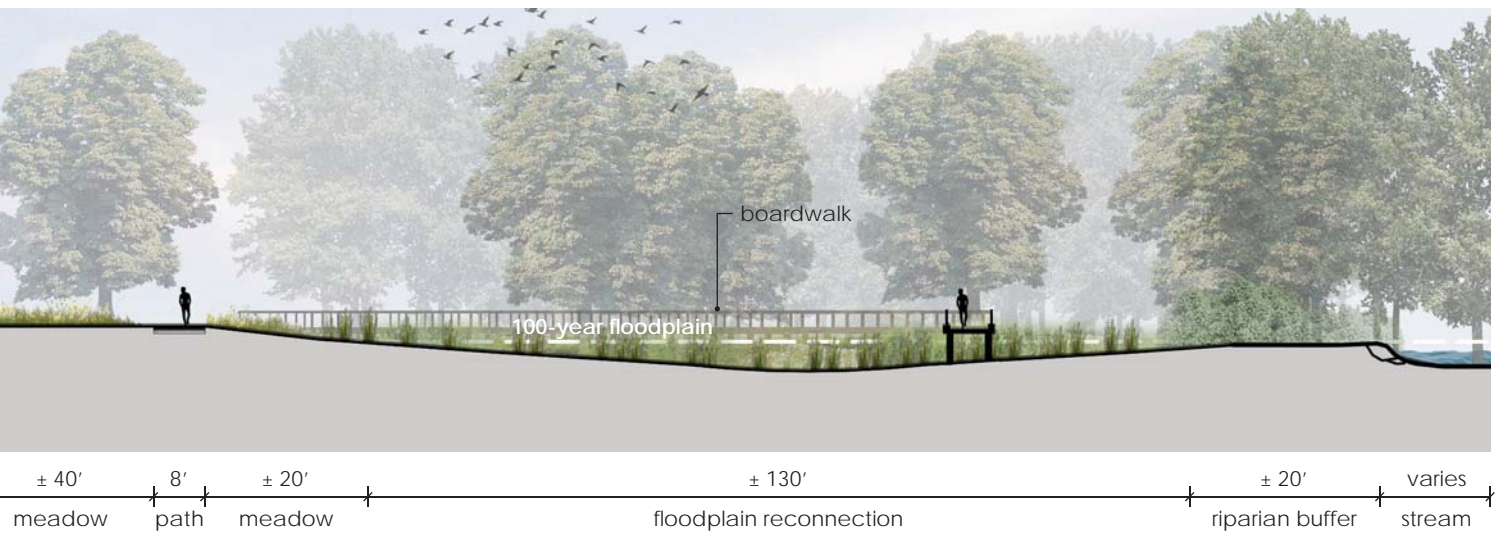 boardwalk
100-year floodplain
± 40' 8' ± 20' ± 130' ± 20' varies
meadow path meadow floodplain reconnection riparian buffer stream